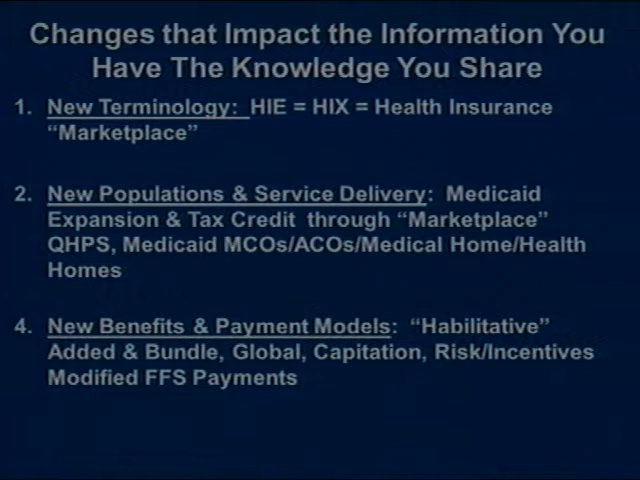 Changes that Impact the Information You
Have The Knowledge You Share
1. New Terminology: HIE = HIX = Health Insurance
“Marketplace”
2. New Populations & Service Delivery: Medicaid
Expansion & Tax Credit through “Marketplace”
QHPS, Medicaid MCOs/ACOs/Medical Home/Health
Homes
4. New Benefits & Payment Models: “Habilitative”
Added & Bundle, Global, Capitation, Risk/Incentives
Modified FFS Payments